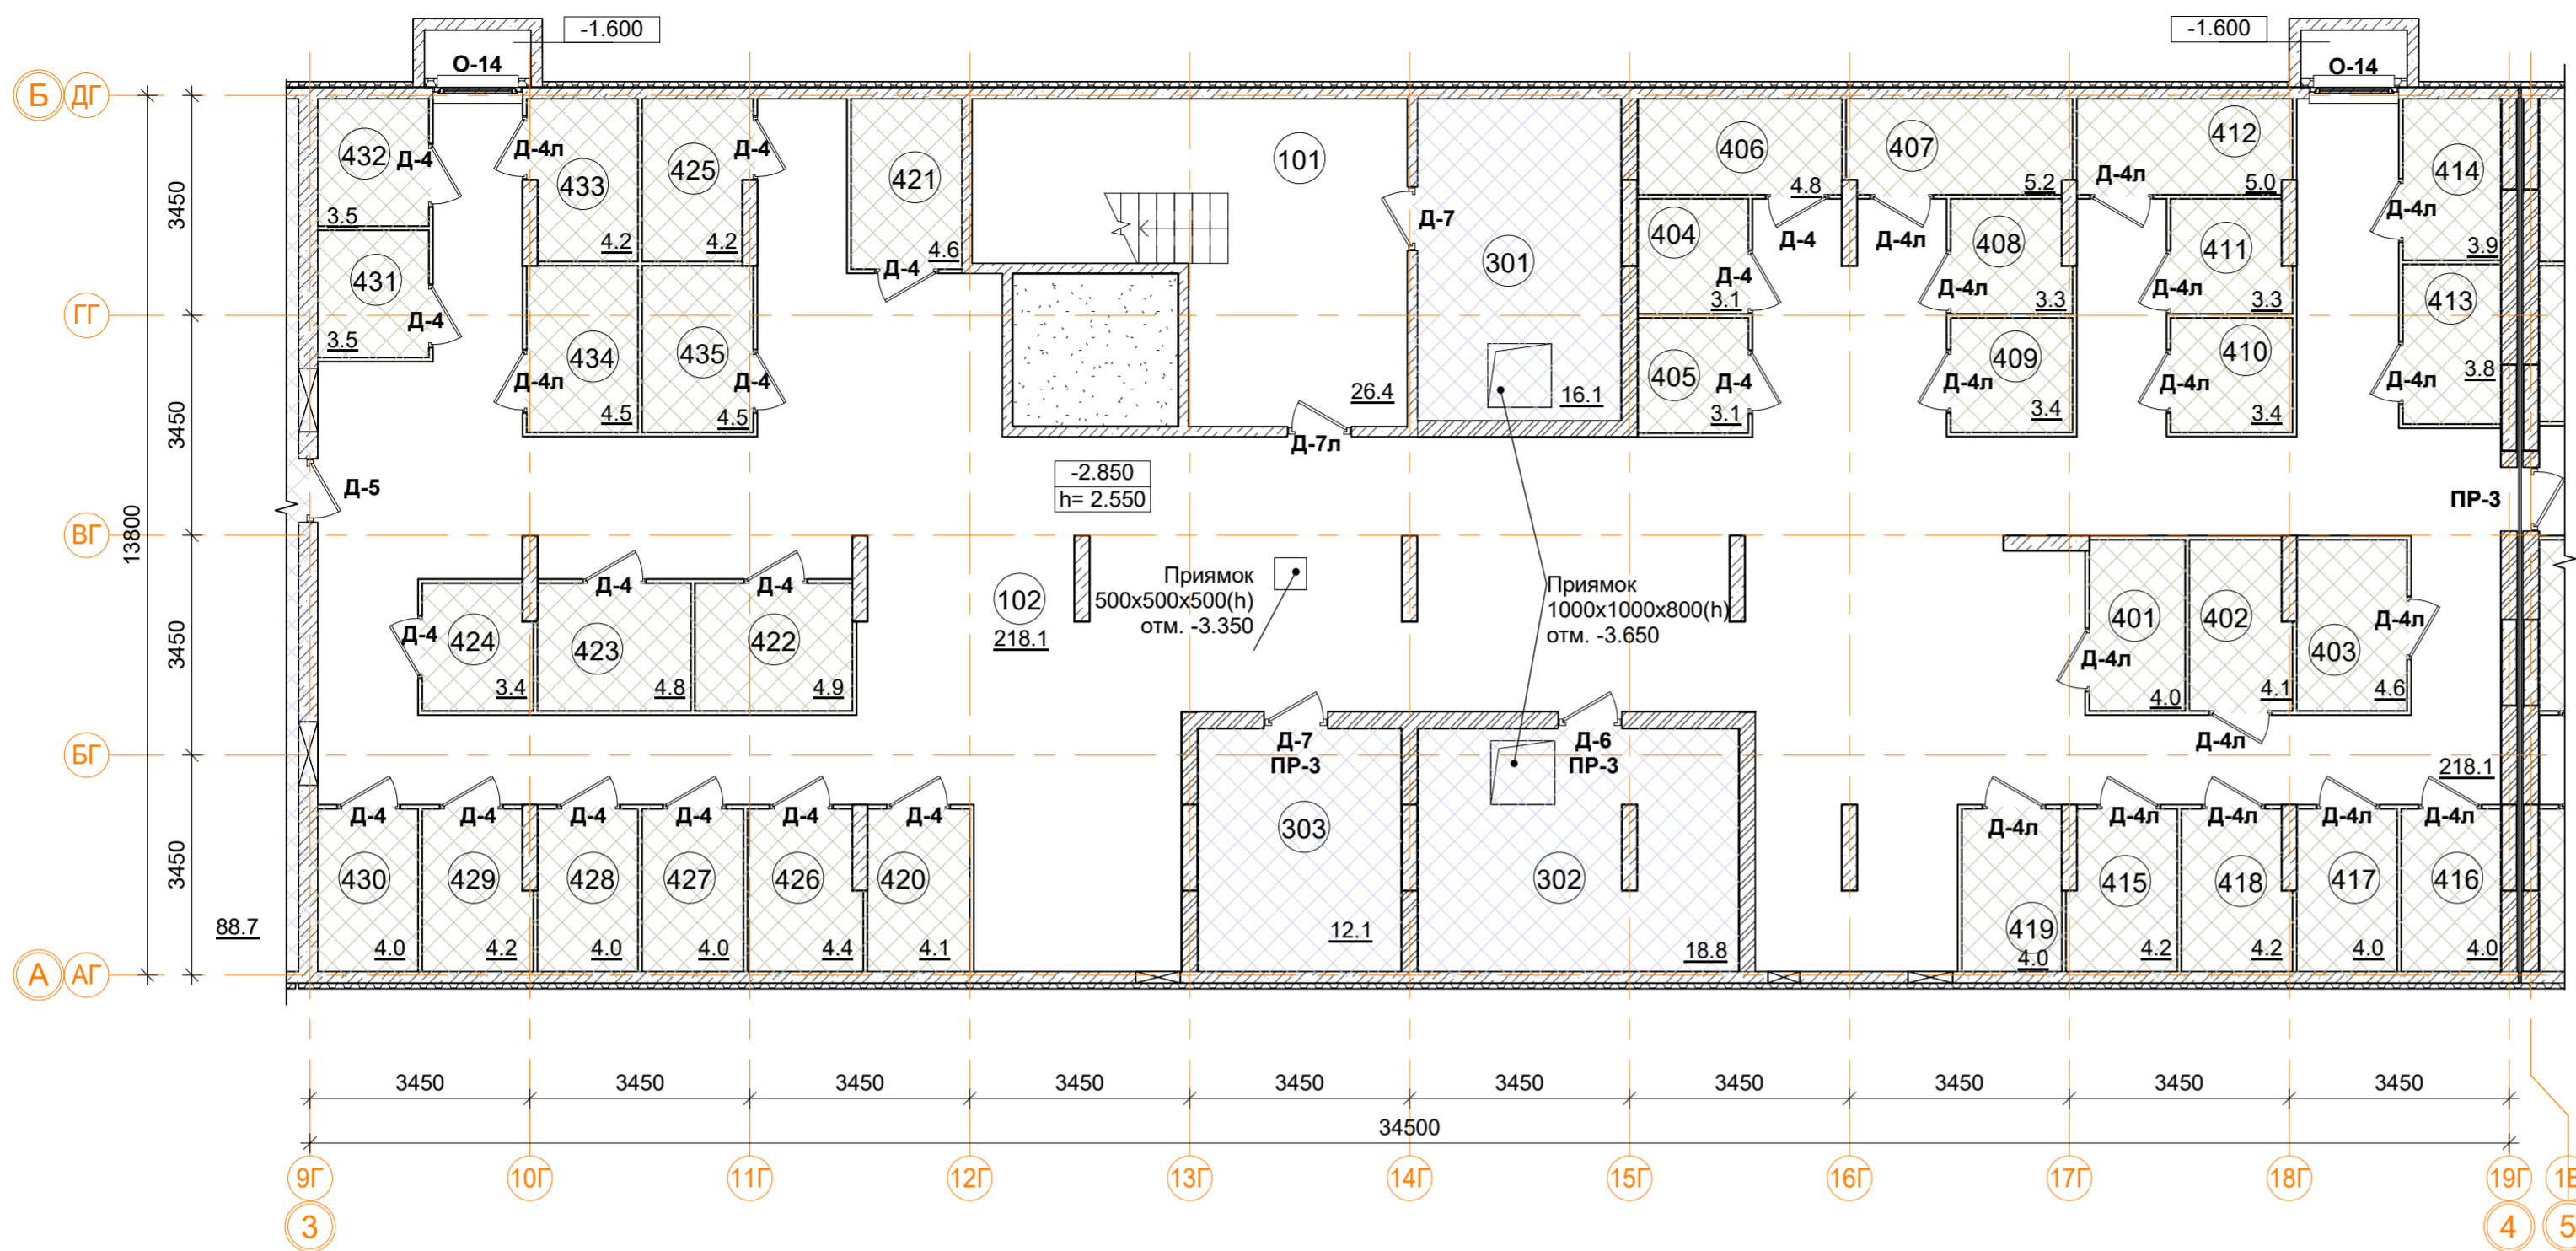 -1.600
-1.600
О-14
О-14
Б
ДГ
432
Д-4
3.5
Д-4л
433
4.2
425
Д-4
4.2
421
4.6
Д-4
101
Д-7
301
406
4.8
407
5.2
412
Д-4л
5.0
414
Д-4л
3.9
404
Д-4
3.1
Д-4
Д-4л
408
Д-4л
3.3
411
Д-4л
3.3
413
Д-4л
3.8
431
Д-4
3.5
ГГ
434
Д-4л
4.5
435
Д-4
4.5
26.4
16.1
405
Д-4
3.1
409
Д-4л
3.4
410
Д-4л
3.4
Д-7л
-2.850
h= 2.550
Д-5
ПР-3
3450
3450
3450
3450
13800
ВГ
Приямок
500x500x500(h)
отм. -3.350
Приямок
1000x1000x800(h)
отм. -3.650
102
218.1
Д-4
424
3.4
Д-4
423
4.8
Д-4
422
4.9
401
Д-4л
4.0
402
4.1
Д-4л
403
Д-4л
4.6
БГ
Д-7
ПР-3
Д-6
ПР-3
218.1
Д-4
Д-4
Д-4
Д-4
Д-4
Д-4
Д-4л
Д-4л
Д-4л
Д-4л
Д-4л
430
429
428
427
426
420
303
302
419
415
418
417
416
88.7
4.0
4.2
4.0
4.0
4.4
4.1
12.1
18.8
4.0
4.2
4.2
4.0
4.0
А
АГ
3450
3450
3450
3450
3450
3450
3450
3450
3450
3450
34500
9Г
10Г
11Г
12Г
13Г
14Г
15Г
16Г
17Г
18Г
19Г
3
4
5